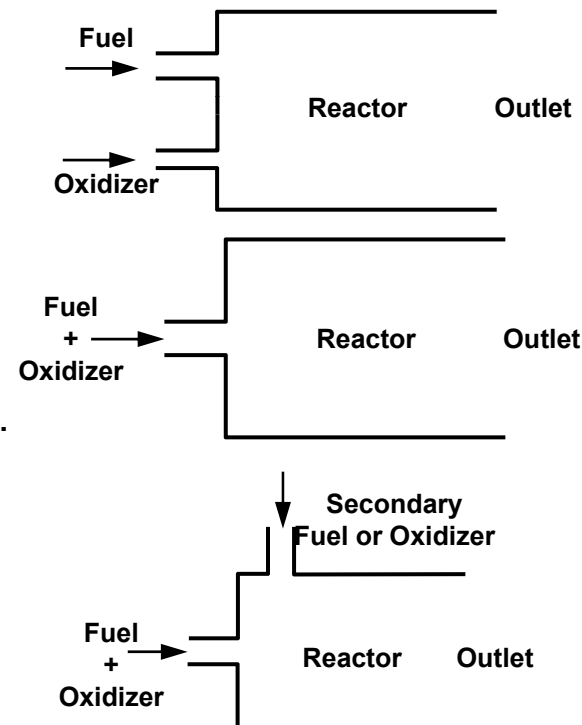 Fuel
Reactor Outlet
Oxidizer
Fuel
+
Oxidizer
Reactor Outlet
.
Secondary
Fuel or Oxidizer
Fuel
+
Oxidizer
Reactor Outlet